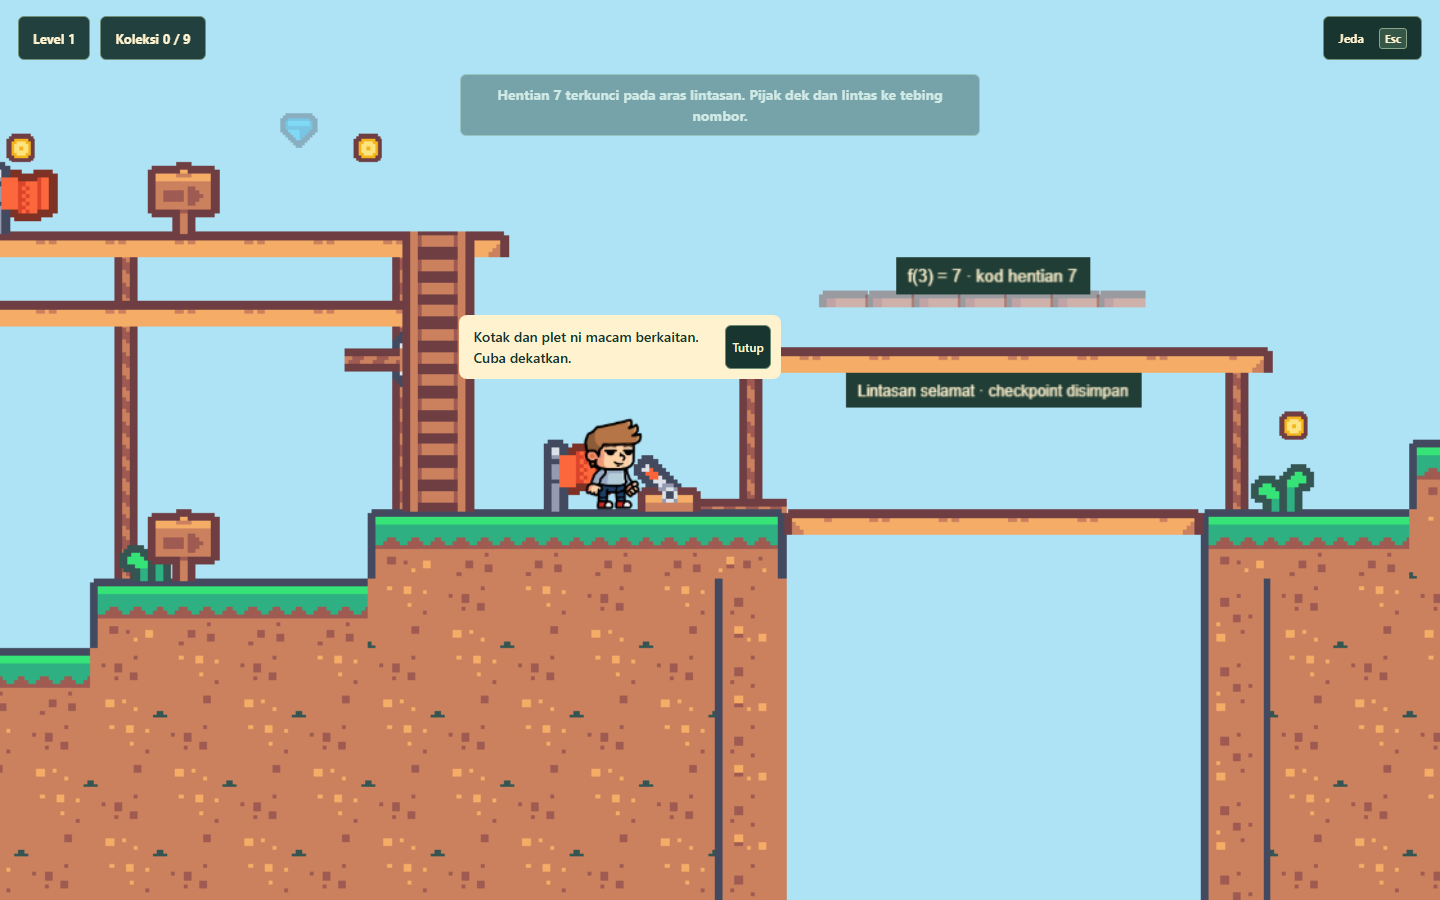 Level 1
Koleksi 0 / 9
Jeda Esc
Hentian 7 terkunci pada aras lintasan. Pijak dek dan lintas ke tebing
nombor.
f(3) = 7 · kod hentian 7
Kotak dan plet ni macam berkaitan.
Cuba dekatkan.
Tutup
Lintasan selamat · checkpoint disimpan